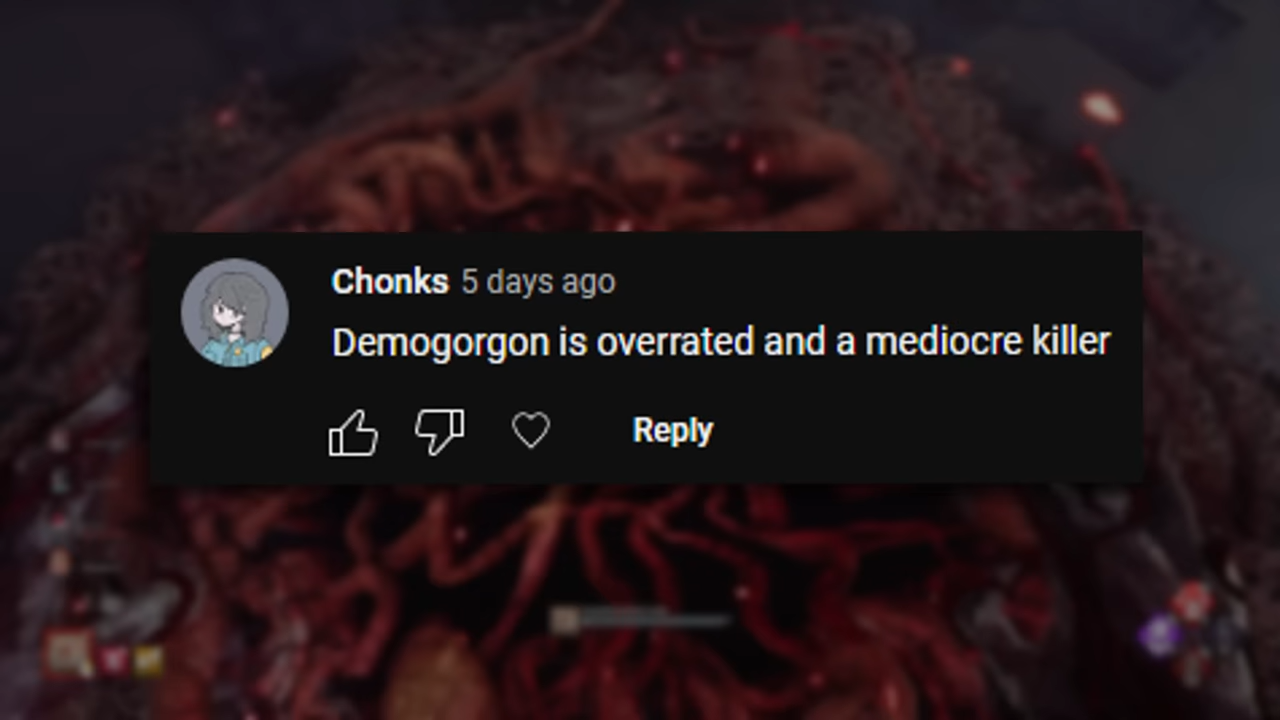 Chonks 5 days ago
Demogorgon is overrated and a mediocre killer
Reply